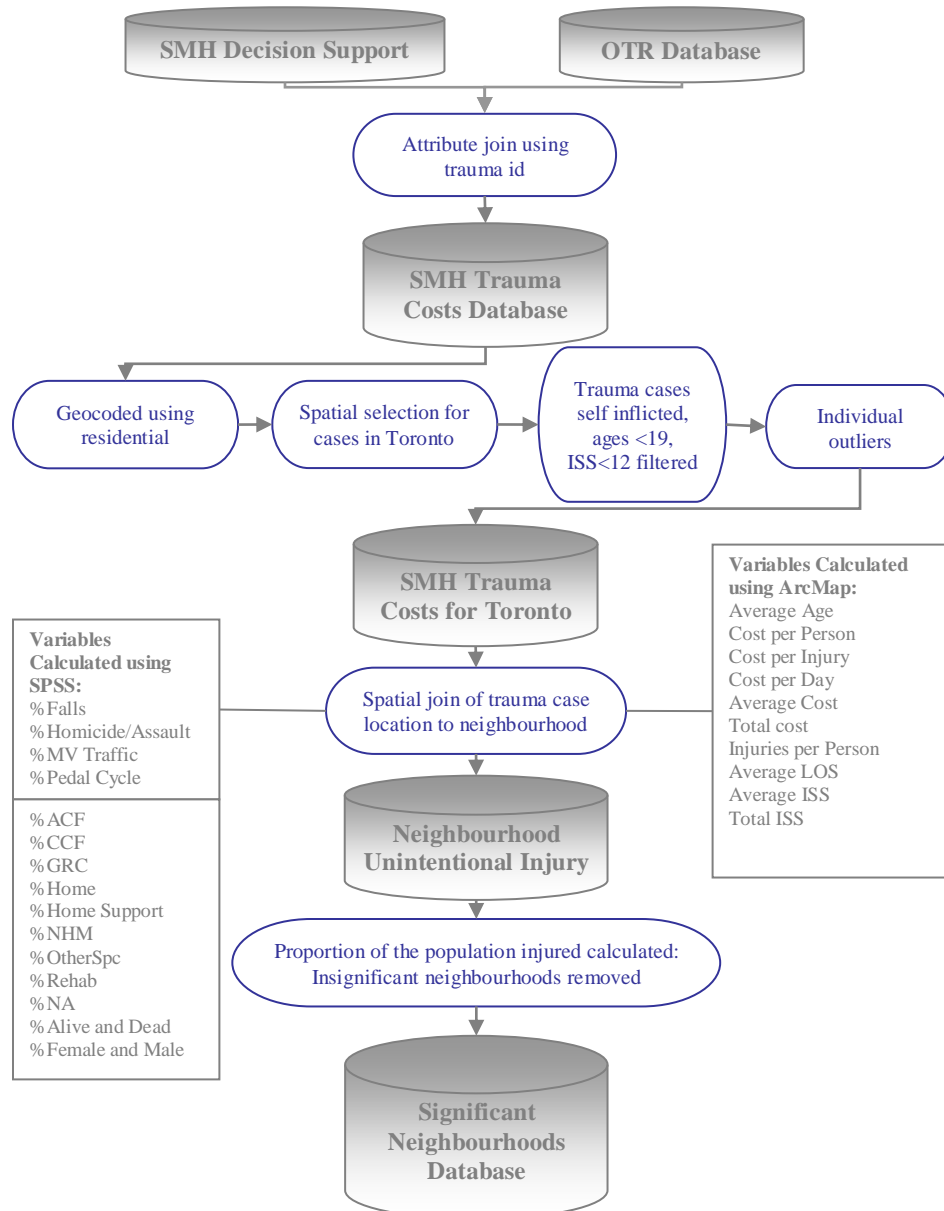 SMH Decision Support
OTR Database
Attribute join using
trauma id
SMH Trauma
Costs Database
Geocoded using
residential
Spatial selection for
cases in Toronto
Trauma cases
self inflicted,
ages <19,
ISS<12 filtered
Individual
outliers
SMH Trauma
Costs for Toronto
Variables
Calculated using
SPSS:
%Falls
%Homicide/Assault
%MV Traffic
%Pedal Cycle
%ACF
%CCF
%GRC
%Home
%Home Support
%NHM
%OtherSpc
%Rehab
%NA
%Alive and Dead
%Female and Male
Spatial join of trauma case
location to neighbourhood
Variables Calculated
using ArcMap:
Average Age
Cost per Person
Cost per Injury
Cost per Day
Average Cost
Total cost
Injuries per Person
Average LOS
Average ISS
Total ISS
Neighbourhood
Unintentional Injury
Proportion of the population injured calculated:
Insignificant neighbourhoods removed
Significant
Neighbourhoods
Database